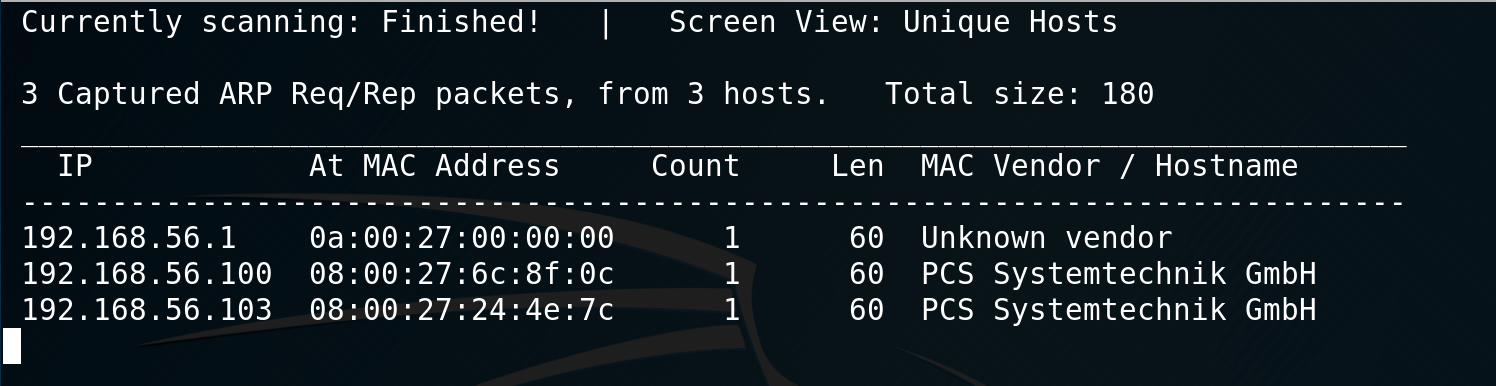 Currently scanning: Finished!   |   Screen View: Unique Hosts
3 Captured ARP Req/Rep packets, from 3 hosts.   Total size: 180
_____________________________________________________________________________
  IP            At MAC Address     Count     Len  MAC Vendor / Hostname
-----------------------------------------------------------------------------
192.168.56.1    0a:00:27:00:00:00      1      60  Unknown vendor
192.168.56.100  08:00:27:6c:8f:0c      1      60  PCS Systemtechnik GmbH
192.168.56.103  08:00:27:24:4e:7c      1      60  PCS Systemtechnik GmbH